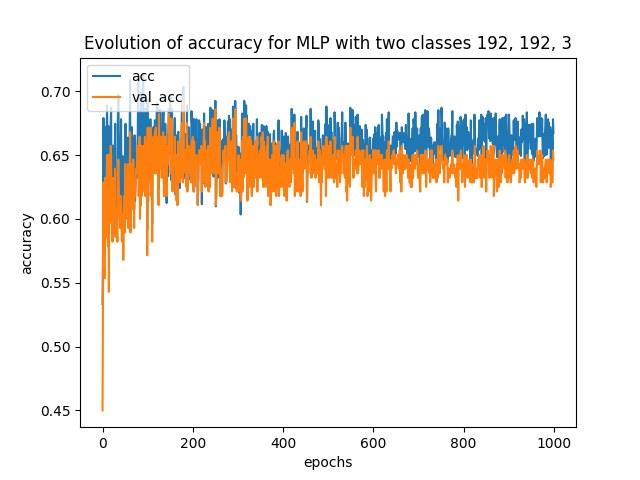 Evolution of accuracy for MLP with two classes 192, 192, 3
acc
val_acc
0.70
0.65
0.60
0.55
0.50
0.45
accuracy
0 200 400 600 800 1000
epochs